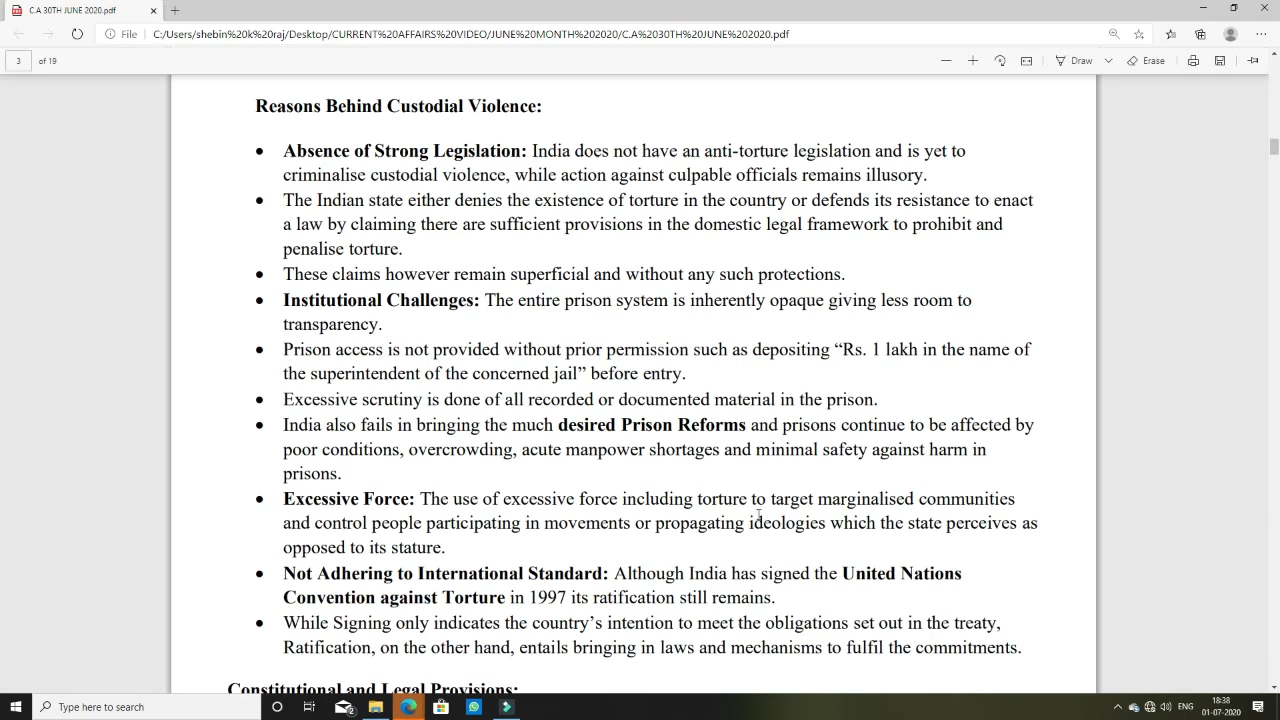 C.A 30TH JUNE 2020.pdf
File
C:/Users/shebin%20k%20raj/Desktop/CURRENT%20AFFAIRS%20VIDEO/JUNE%20MONTH%202020/C.A%2030TH%20JUNE%202020.pdf
3 of 19
Draw
Erase
Reasons Behind Custodial Violence:
• Absence of Strong Legislation: India does not have an anti-torture legislation and is yet to
criminalise custodial violence, while action against culpable officials remains illusory.
• The Indian state either denies the existence of torture in the country or defends its resistance to enact
a law by claiming there are sufficient provisions in the domestic legal framework to prohibit and
penalise torture.
• These claims however remain superficial and without any such protections.
• Institutional Challenges: The entire prison system is inherently opaque giving less room to
transparency.
• Prison access is not provided without prior permission such as depositing “Rs. 1 lakh in the name of
the superintendent of the concerned jail” before entry.
• Excessive scrutiny is done of all recorded or documented material in the prison.
• India also fails in bringing the much desired Prison Reforms and prisons continue to be affected by
poor conditions, overcrowding, acute manpower shortages and minimal safety against harm in
prisons.
• Excessive Force: The use of excessive force including torture to target marginalised communities
and control people participating in movements or propagating ideologies which the state perceives as
opposed to its stature.
• Not Adhering to International Standard: Although India has signed the United Nations
Convention against Torture in 1997 its ratification still remains.
• While Signing only indicates the country’s intention to meet the obligations set out in the treaty,
Ratification, on the other hand, entails bringing in laws and mechanisms to fulfil the commitments.
Constitutional and Legal Provisions:
Type here to search
2
ENG
18:38
01-07-2020